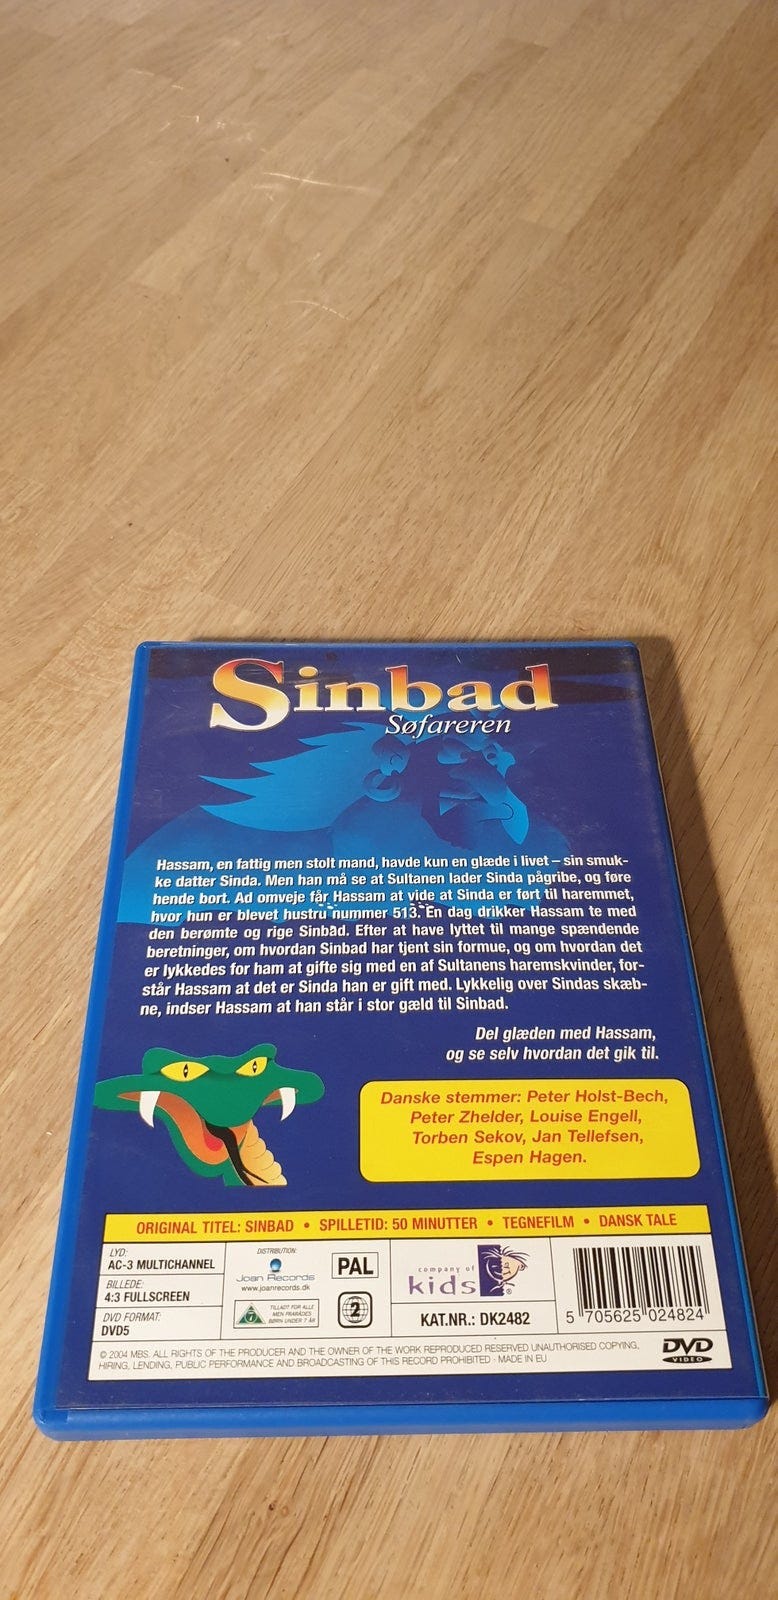 Sinbad
Søfareren
Hassam, en fattig men stolt mand, havde kun en glæde i livet – sin smuk-
ke datter Sinda. Men han må se at Sultanen lader Sinda pågribe, og føre
hende bort. Ad omveje får Hassam at vide at Sinda er ført til haremmet,
hvor hun er blevet hustru nummer 513. En dag drikker Hassam te med
den berømte og rige Sinbad. Efter at have lyttet til mange spændende
beretninger, om hvordan Sinbad har tjent sin formue, og om hvordan det
er lykkedes for ham at gifte sig med en af Sultanens haremskvinder, for-
står Hassam at det er Sinda han er gift med. Lykkelig over Sindas skæb-
ne, indser Hassam at han står i stor gæld til Sinbad.
Del glæden med Hassam,
og se selv hvordan det gik til.
Danske stemmer: Peter Holst-Bech,
Peter Zhelder, Louise Engell,
Torben Sekov, Jan Tellefsen,
Espen Hagen.
ORIGINAL TITEL: SINBAD • SPILLETID: 50 MINUTTER • TEGNEFILM • DANSK TALE
LYD:
AC-3 MULTICHANNEL
BILLEDE:
4:3 FULLSCREEN
DVD FORMAT:
DVD5
DISTRIBUTION:
Joan Records
www.joanrecords.dk
7
TILLADT FOR ALLE
MEN FRARÅDES
BØRN UNDER 7 ÅR
PAL
2
company of
kids ®
KAT.NR.: DK2482
5 705625 024824
© 2004 MBS. ALL RIGHTS OF THE PRODUCER AND THE OWNER OF THE WORK REPRODUCED RESERVED UNAUTHORISED COPYING,
HIRING, LENDING, PUBLIC PERFORMANCE AND BROADCASTING OF THIS RECORD PROHIBITED · MADE IN EU
DVD
VIDEO